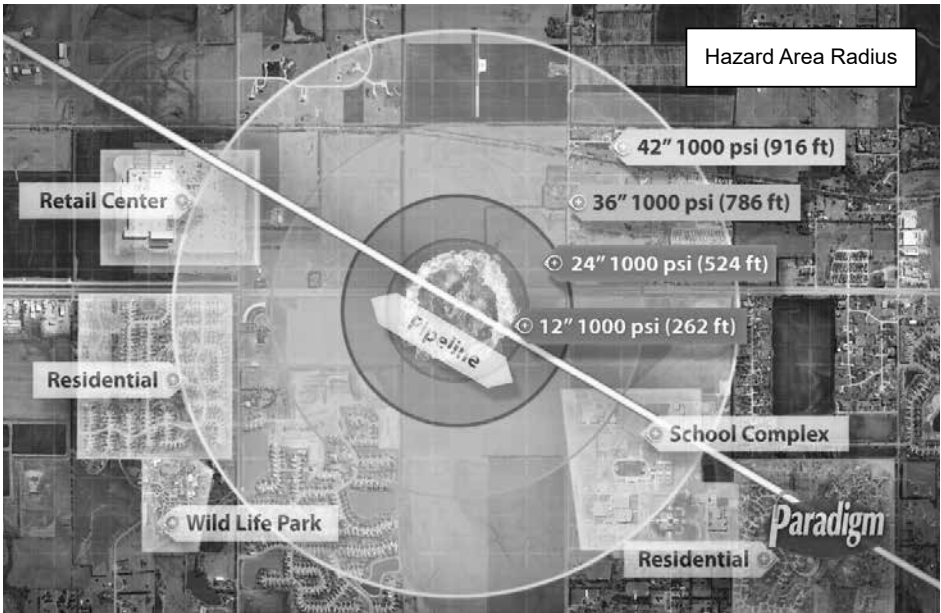 Hazard Area Radius
42" 1000 psi (916 ft)
Retail Center
36" 1000 psi (786 ft)
24" 1000 psi (524 ft)
12" 1000 psi (262 ft)
Pipeline
Residential
School Complex
Wild Life Park
Paradigm
Residential